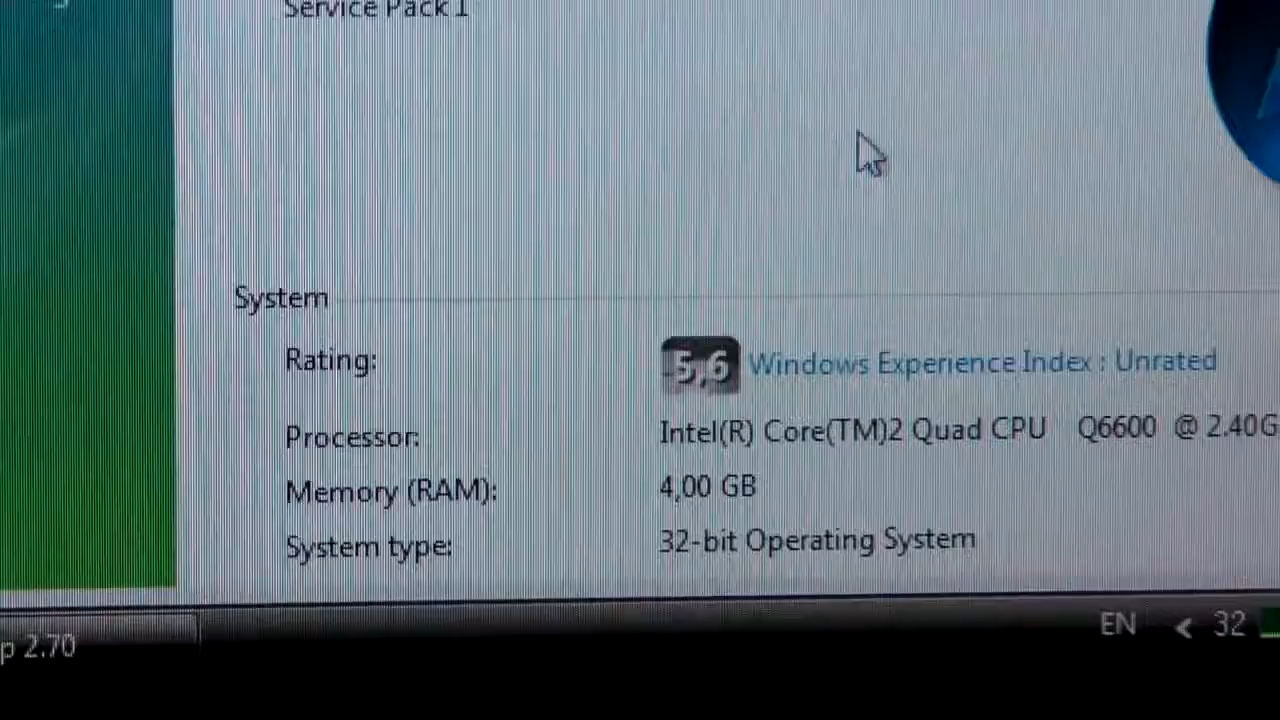 Service Pack 1
System
Rating: 5,6 Windows Experience Index : Unrated
Processor: Intel(R) Core(TM)2 Quad CPU Q6600 @ 2.40G
Memory (RAM): 4,00 GB
System type: 32-bit Operating System
EN < 32
p 2.70